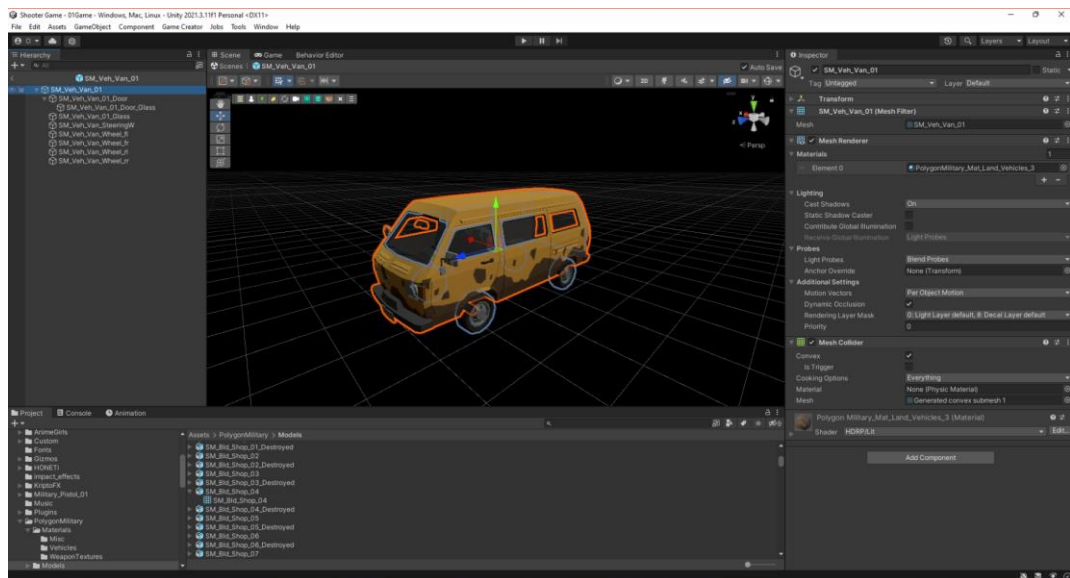 Shooter Game - 01Game - Windows, Mac, Linux - Unity 2021.3.11f1 Personal <DX11>
File Edit Assets GameObject Component Game Creator Jobs Tools Window Help
Layers Layout
Hierarchy
All
SM_Veh_Van_01
SM_Veh_Van_01
SM_Veh_Van_01_Door
SM_Veh_Van_01_Door_Glass
SM_Veh_Van_01_Glass
SM_Veh_Van_SteeringW
SM_Veh_Van_Wheel_fl
SM_Veh_Van_Wheel_fr
SM_Veh_Van_Wheel_rl
SM_Veh_Van_Wheel_rr
Scene Game Behavior Editor
Scenes SM_Veh_Van_01 Auto Save
2D
Persp
Inspector
SM_Veh_Van_01 Static
Tag Untagged Layer Default
Transform
SM_Veh_Van_01 (Mesh Filter)
Mesh SM_Veh_Van_01
Mesh Renderer
Materials 1
Element 0 PolygonMilitary_Mat_Land_Vehicles_3
Lighting
Cast Shadows On
Static Shadow Caster
Contribute Global Illumination
Receive Global Illumination Light Probes
Probes
Light Probes Blend Probes
Anchor Override None (Transform)
Additional Settings
Motion Vectors Per Object Motion
Dynamic Occlusion
Rendering Layer Mask 0: Light Layer default, 8: Decal Layer default
Priority 0
Mesh Collider
Convex
Is Trigger
Cooking Options Everything
Material None (Physic Material)
Mesh Generated convex submesh 1
Polygon Military_Mat_Land_Vehicles_3 (Material)
Shader HDRP/Lit Edit...
Add Component
Project Console Animation
AnimeGirls
Custom
Fonts
Gizmos
HONETI
impact_effects
KriptoFX
Military_Pistol_01
Music
Plugins
PolygonMilitary
Materials
Misc
Vehicles
WeaponTextures
Models
Assets > PolygonMilitary > Models
SM_Bld_Shop_01_Destroyed
SM_Bld_Shop_02
SM_Bld_Shop_02_Destroyed
SM_Bld_Shop_03
SM_Bld_Shop_03_Destroyed
SM_Bld_Shop_04
SM_Bld_Shop_04
SM_Bld_Shop_04_Destroyed
SM_Bld_Shop_05
SM_Bld_Shop_05_Destroyed
SM_Bld_Shop_06
SM_Bld_Shop_06_Destroyed
SM_Bld_Shop_07